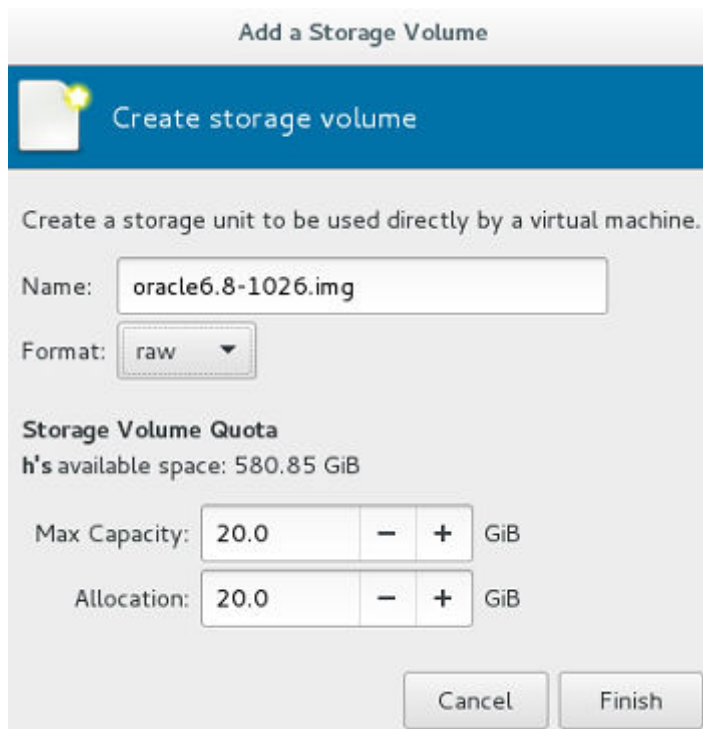 Add a Storage Volume
Create storage volume
Create a storage unit to be used directly by a virtual machine.
Name: oracle6.8-1026.img
Format: raw
Storage Volume Quota
h's available space: 580.85 GiB
Max Capacity: 20.0 − + GiB
Allocation: 20.0 − + GiB
Cancel Finish